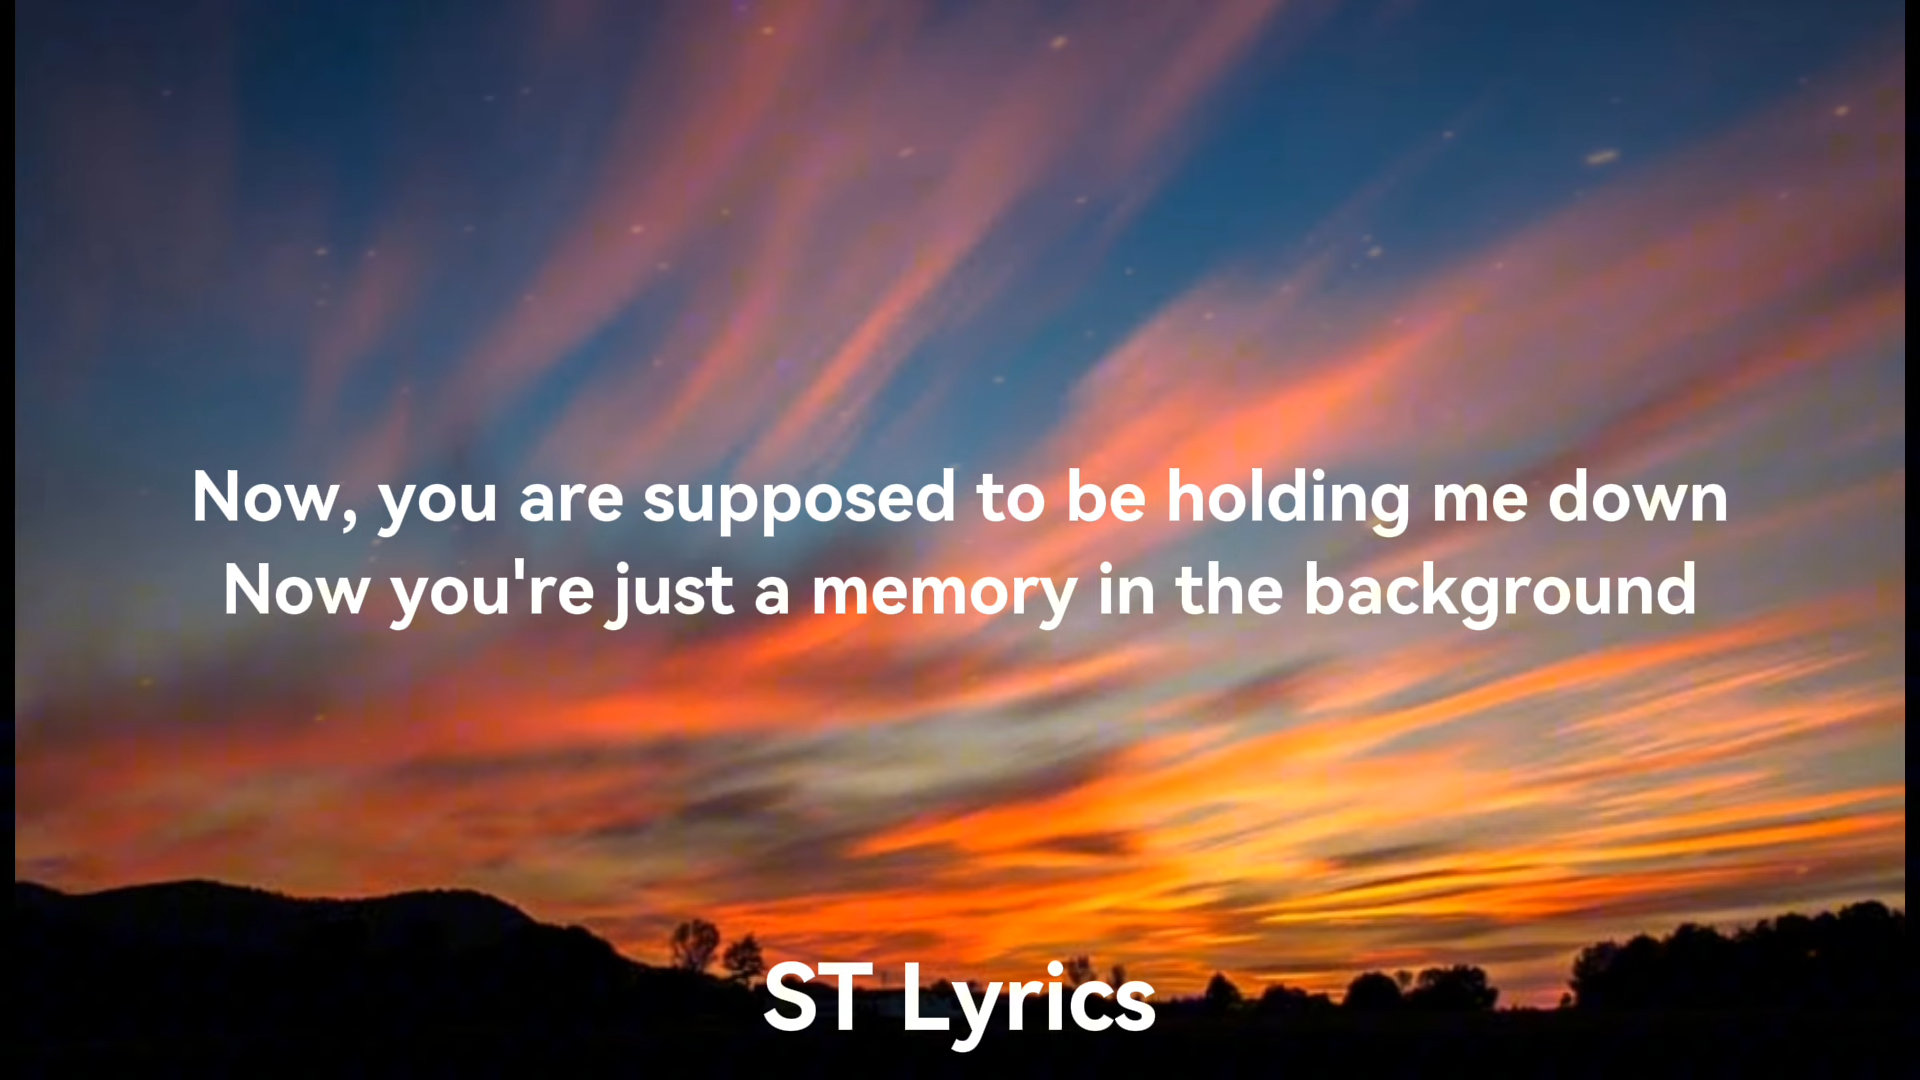 Now, you are supposed to be holding me down
Now you're just a memory in the background
ST Lyrics